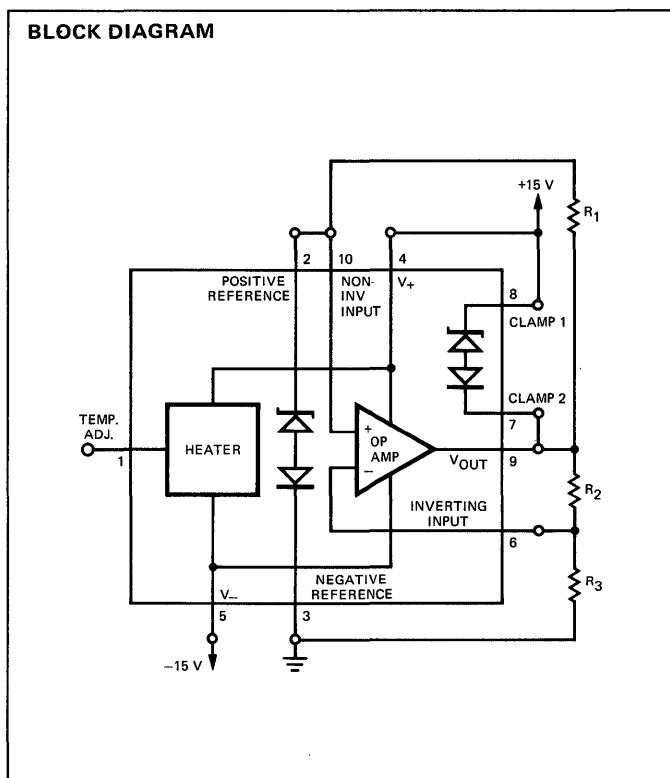 BLOCK DIAGRAM
+15 V
R1
2
10
4
POSITIVE
REFERENCE
NON-
INV
INPUT
V+
8
CLAMP 1
CLAMP 2
7
TEMP.
ADJ.
1
HEATER
+
OP
AMP
−
VOUT
9
R2
INVERTING
INPUT
6
NEGATIVE
REFERENCE
R3
V−
5
3
−15 V